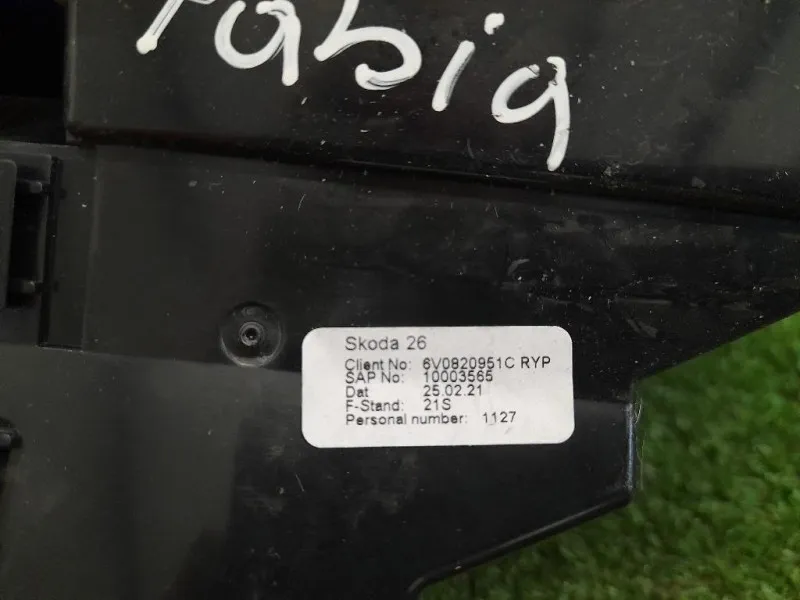 Fabia
Skoda 26
Client No: 6V0820951C RYP
SAP No: 10003565
Dat 25.02.21
F-Stand: 21S
Personal number: 1127